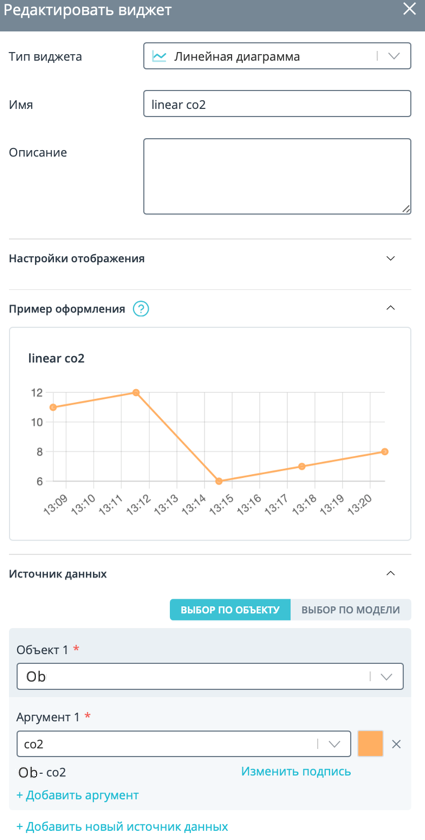 Редактировать виджет
Тип виджета
Линейная диаграмма
Имя
linear co2
Описание
Настройки отображения
Пример оформления ?
linear co2
12
10
8
6
13:09 13:10 13:11 13:12 13:13 13:14 13:15 13:16 13:17 13:18 13:19 13:20
Источник данных
ВЫБОР ПО ОБЪЕКТУ ВЫБОР ПО МОДЕЛИ
Объект 1 *
Ob
Аргумент 1 *
co2
Ob - co2 Изменить подпись
+ Добавить аргумент
+ Добавить новый источник данных